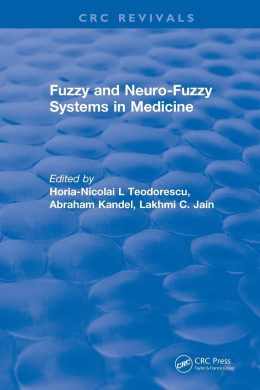 CRC REVIVALS
Fuzzy and Neuro-Fuzzy
Systems in Medicine
Edited by
Horia-Nicolai L Teodorescu,
Abraham Kandel, Lakhmi C. Jain
CRC Press
Taylor & Francis Group